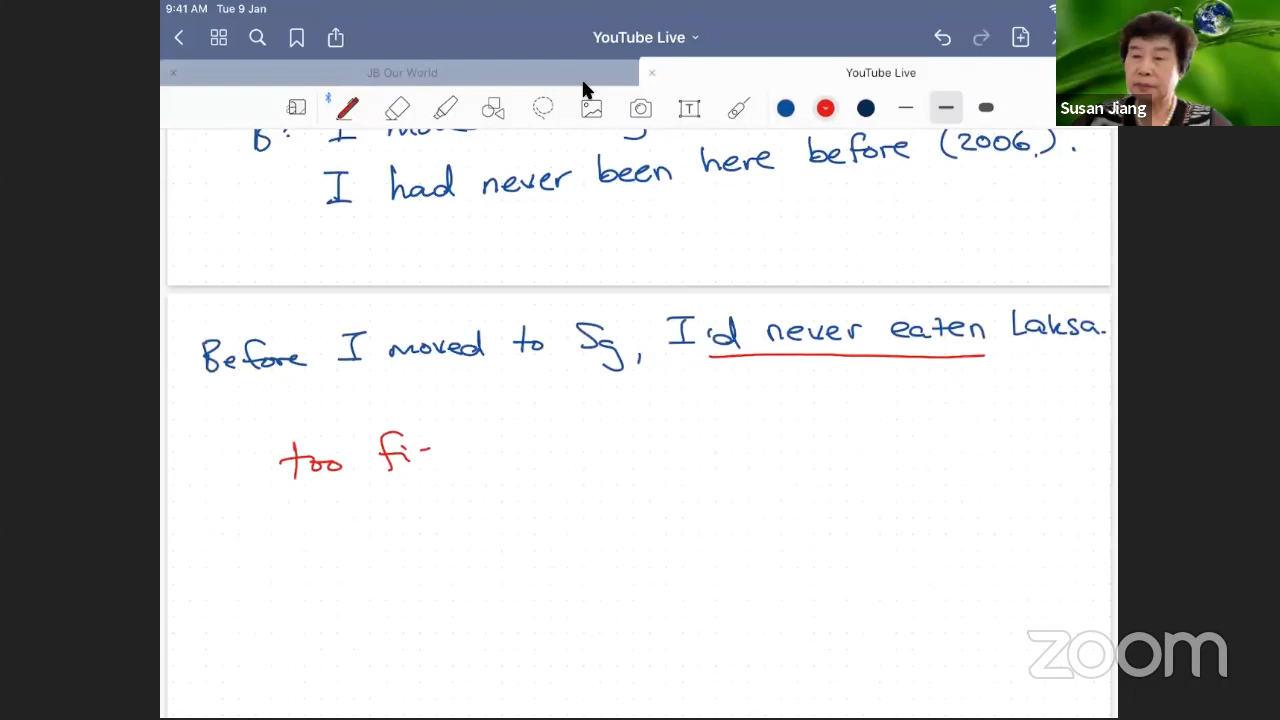 9:41 AM Tue 9 Jan
YouTube Live
JB Our World
YouTube Live
Susan Jiang
B: I
I had never been here before (2006.).
Before I moved to Sg, I'd never eaten Laksa.
too fi-
zoom